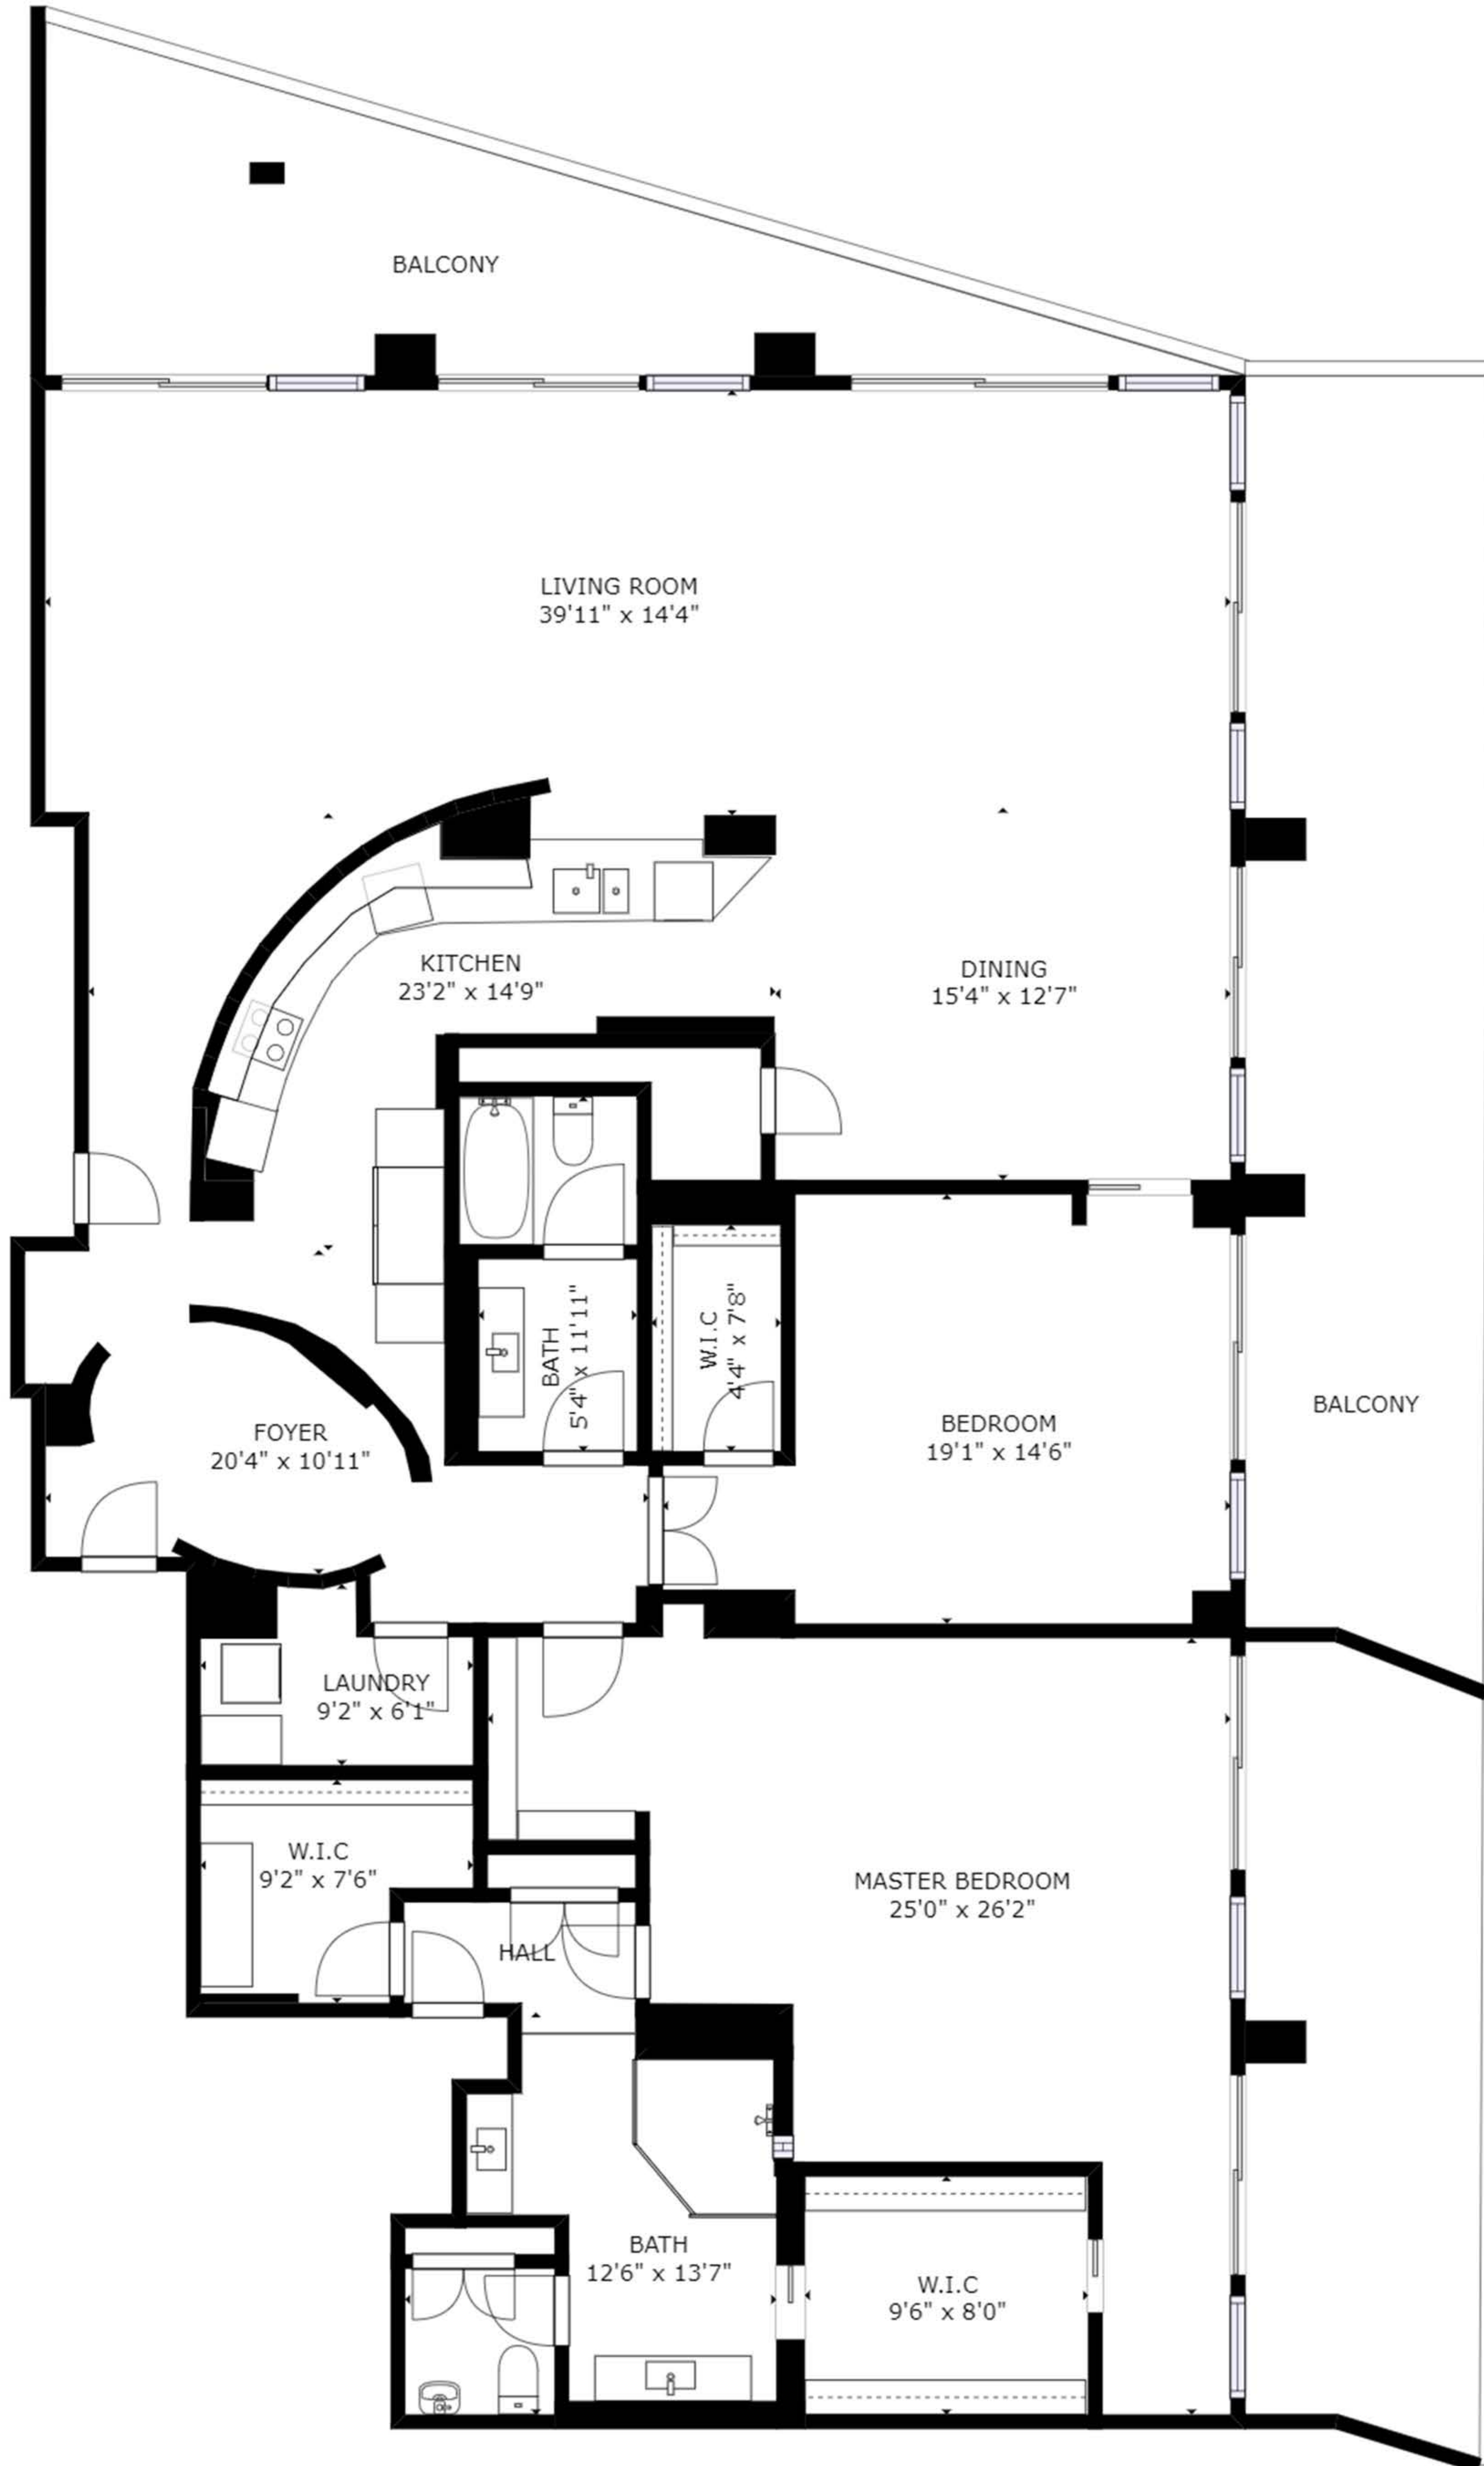 BALCONY
LIVING ROOM
39'11" x 14'4"
KITCHEN
23'2" x 14'9"
DINING
15'4" x 12'7"
BATH
5'4" x 11'11"
W.I.C
4'4" x 7'8"
BALCONY
FOYER
20'4" x 10'11"
BEDROOM
19'1" x 14'6"
LAUNDRY
9'2" x 6'1"
W.I.C
9'2" x 7'6"
MASTER BEDROOM
25'0" x 26'2"
HALL
BATH
12'6" x 13'7"
W.I.C
9'6" x 8'0"